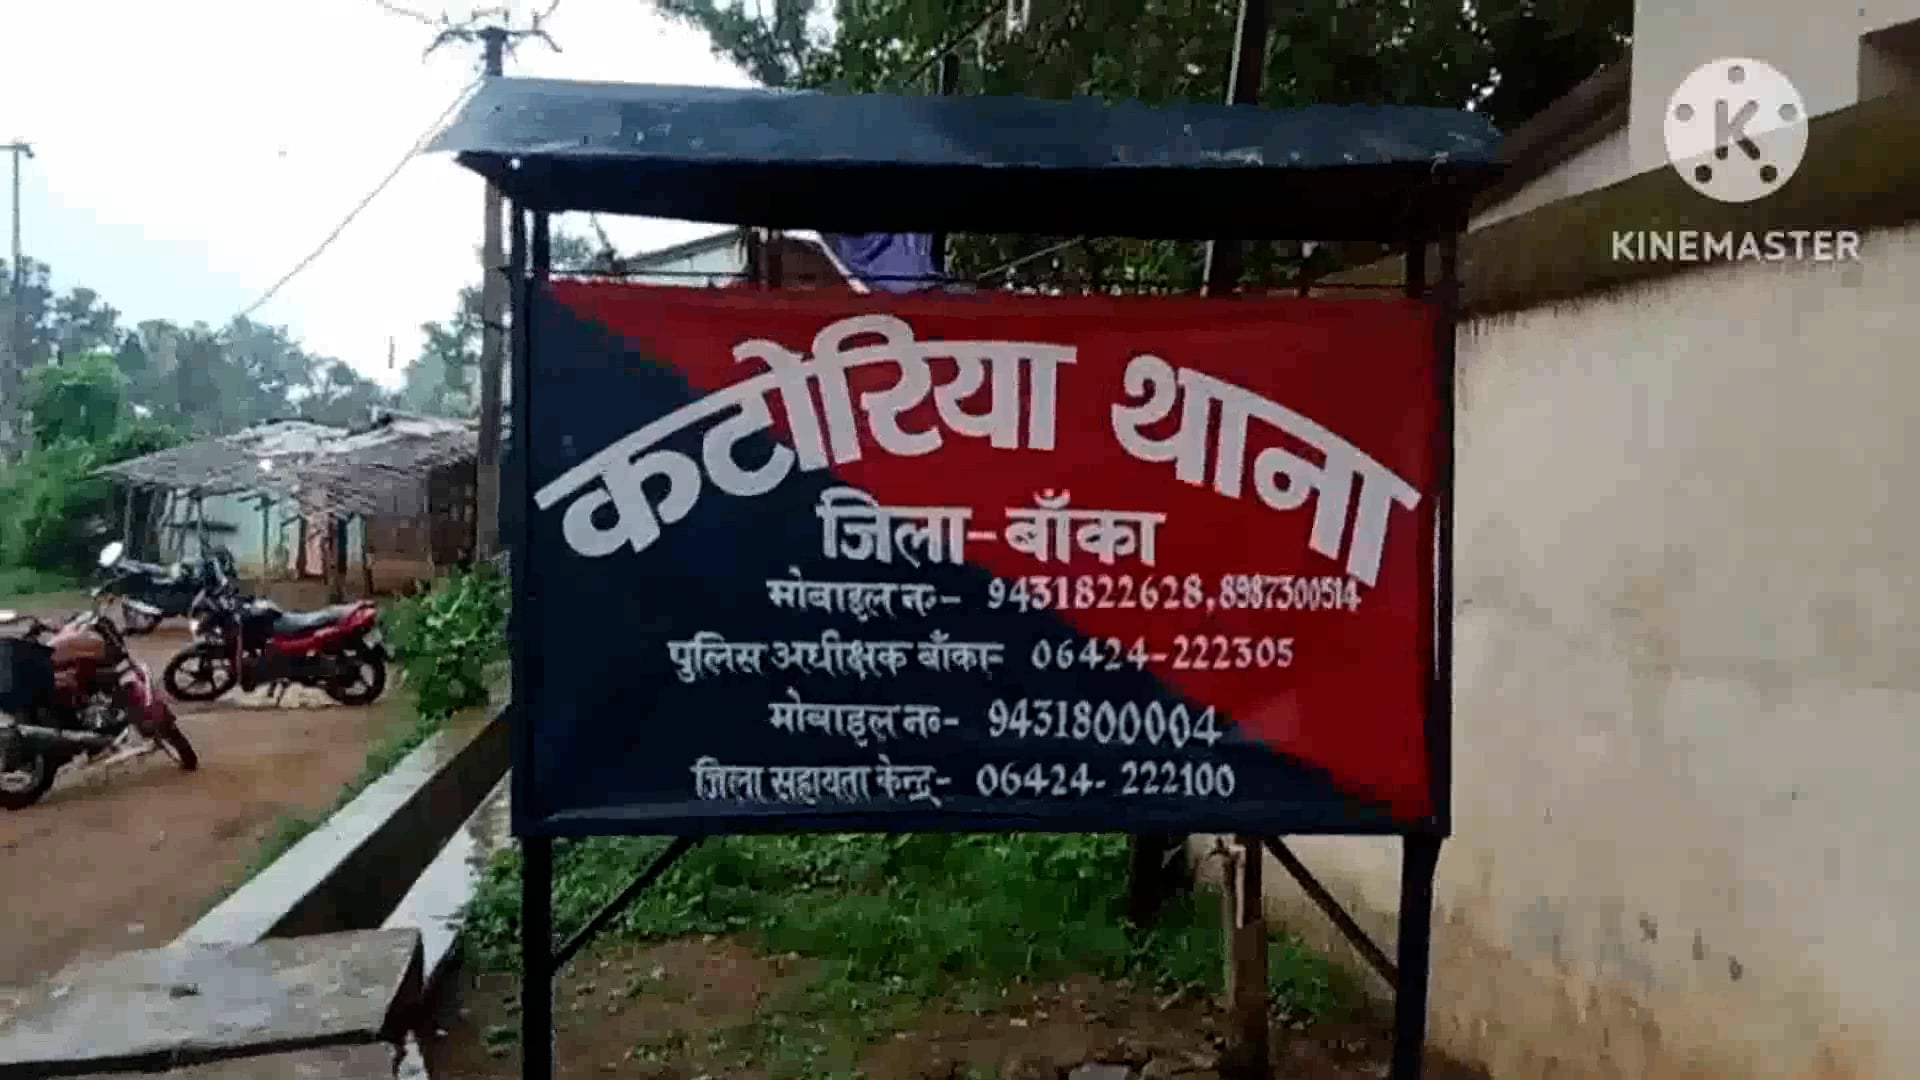 कटोरिया थाना
जिला-बाँका
मोबाइल न०- 9431822628,8987300514
पुलिस अधीक्षक बाँका- 06424-222305
मोबाइल न०- 9431800004
जिला सहायता केन्द्र- 06424-222100
KINEMASTER